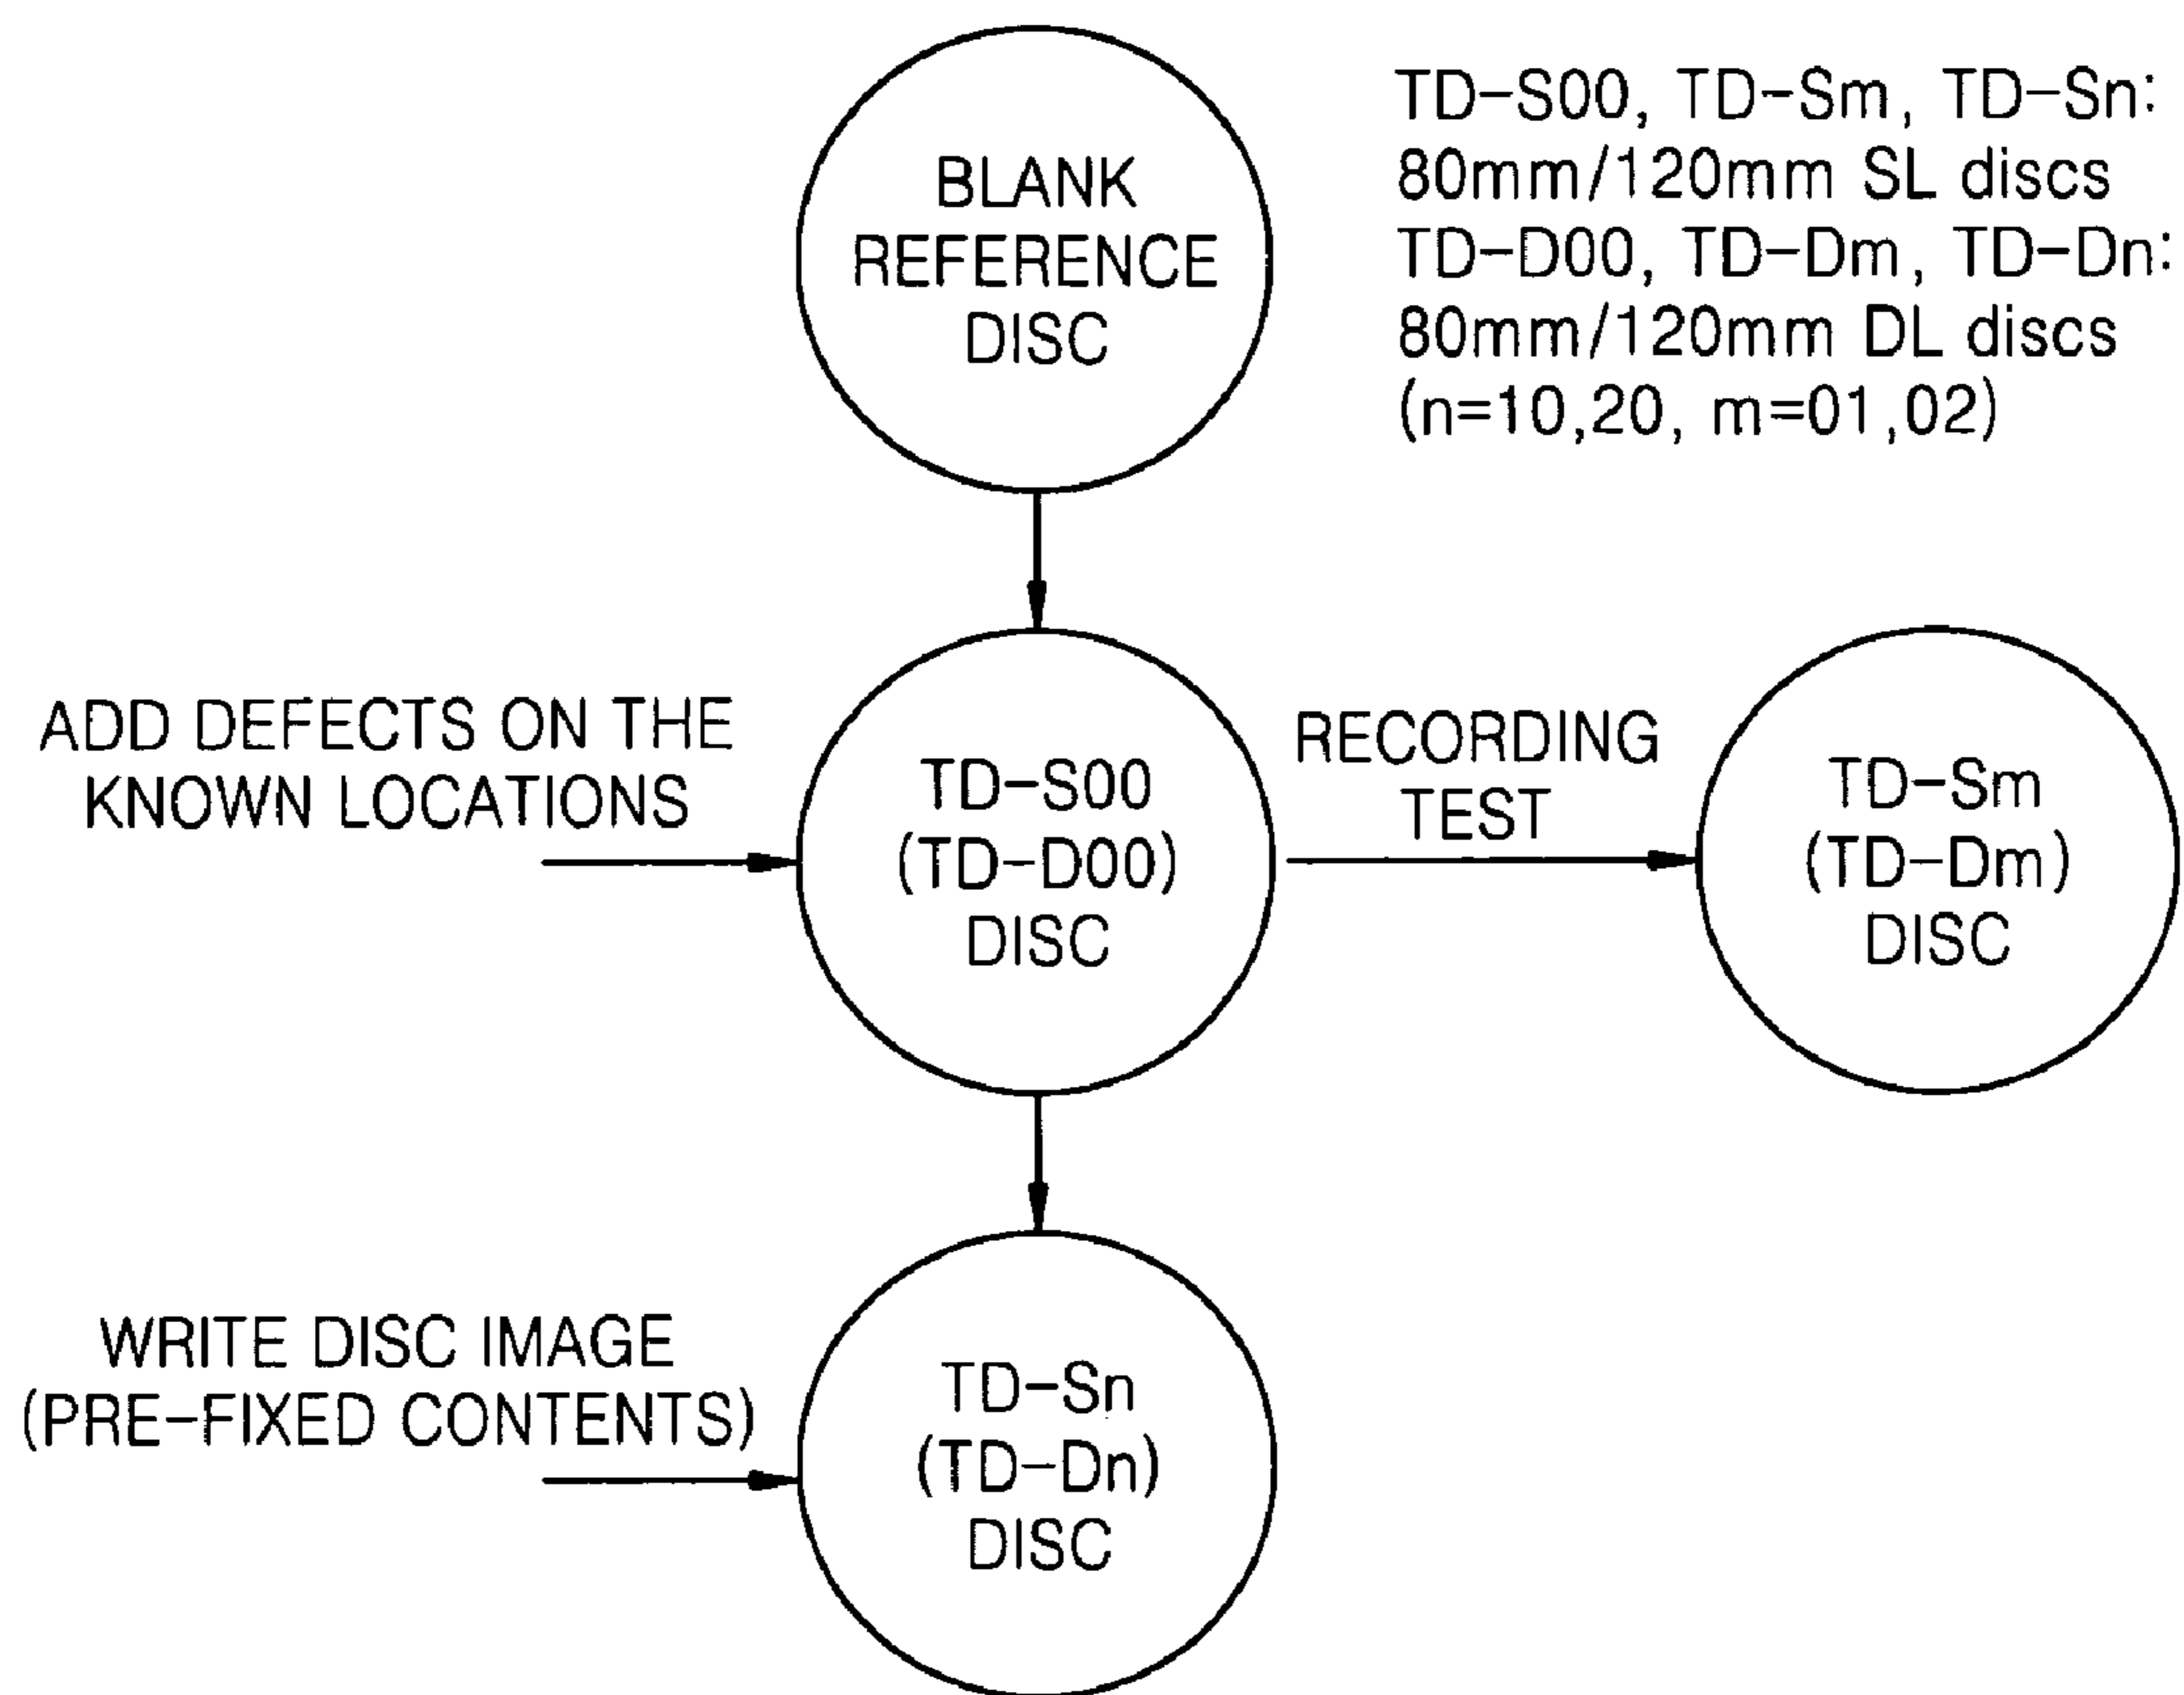 BLANK
REFERENCE
DISC
TD-S00, TD-Sm, TD-Sn:
80mm/120mm SL discs
TD-D00, TD-Dm, TD-Dn:
80mm/120mm DL discs
(n=10,20, m=01,02)
ADD DEFECTS ON THE
KNOWN LOCATIONS
TD-S00
(TD-D00)
DISC
RECORDING
TEST
TD-Sm
(TD-Dm)
DISC
WRITE DISC IMAGE
(PRE-FIXED CONTENTS)
TD-Sn
(TD-Dn)
DISC